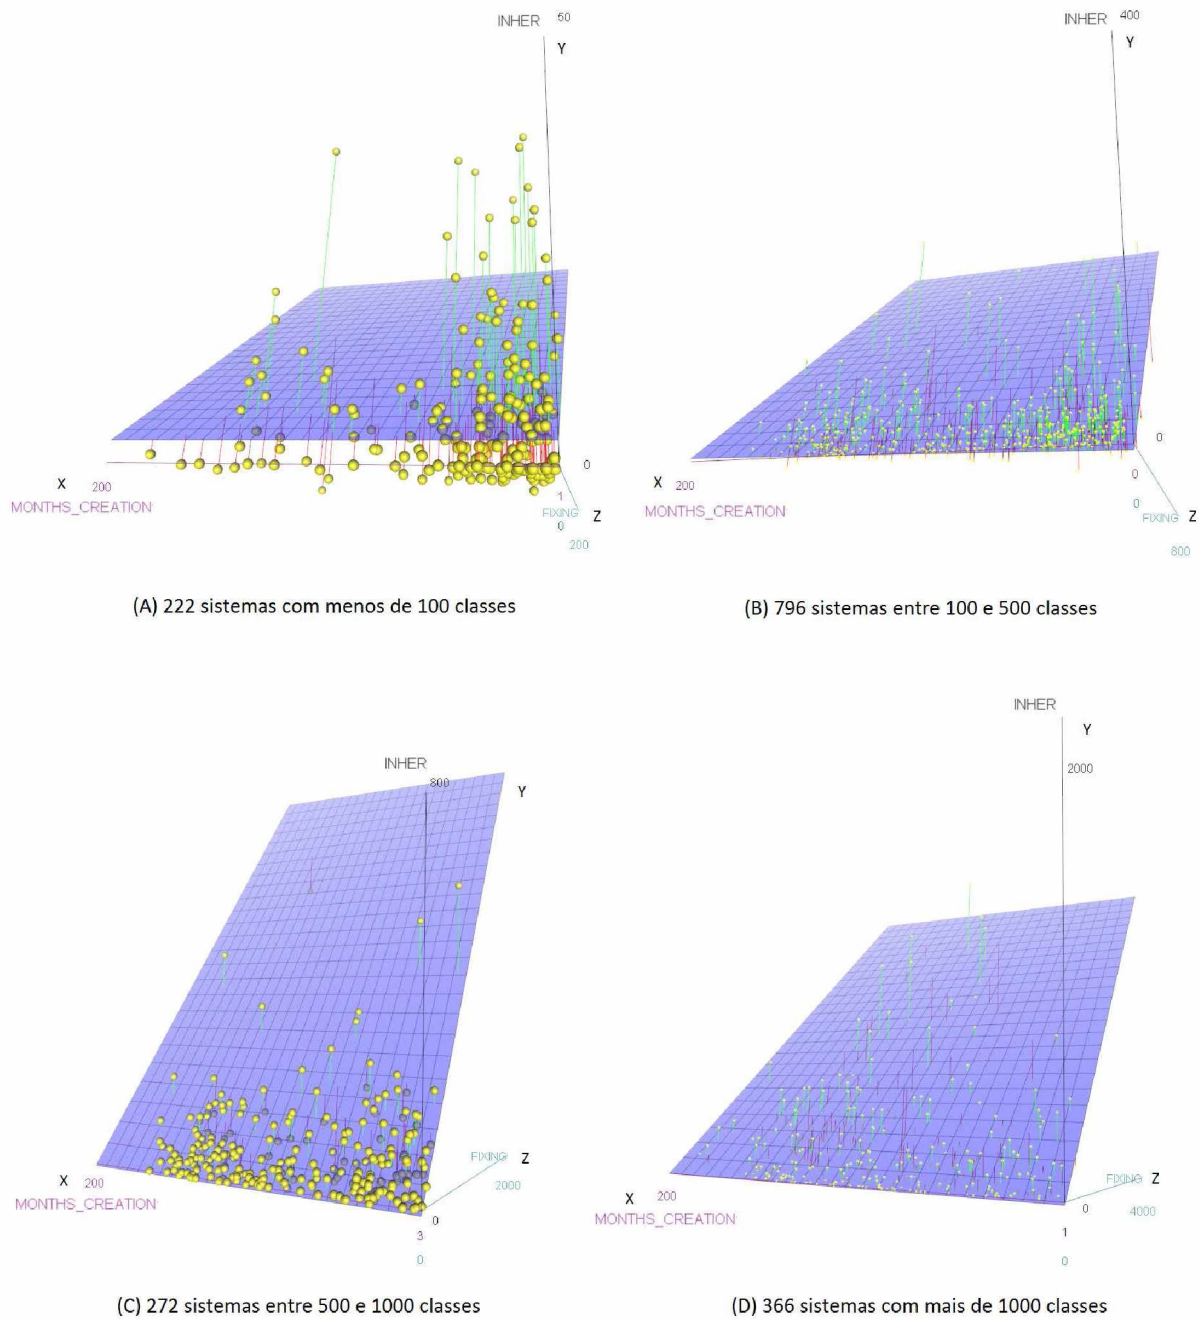 INHER 50
Y
0
X 200
MONTHS_CREATION
1
FIXING Z
0
200
(A) 222 sistemas com menos de 100 classes
INHER 400
Y
0
X 200
MONTHS_CREATION
0
0
FIXING Z
800
(B) 796 sistemas entre 100 e 500 classes
INHER
800
Y
FIXING Z
2000
X 200
MONTHS_CREATION
0
3
0
(C) 272 sistemas entre 500 e 1000 classes
INHER
Y
2000
FIXING Z
4000
X 200
MONTHS_CREATION
0
1
0
(D) 366 sistemas com mais de 1000 classes